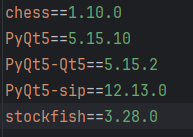 chess==1.10.0
PyQt5==5.15.10
PyQt5-Qt5==5.15.2
PyQt5-sip==12.13.0
stockfish==3.28.0